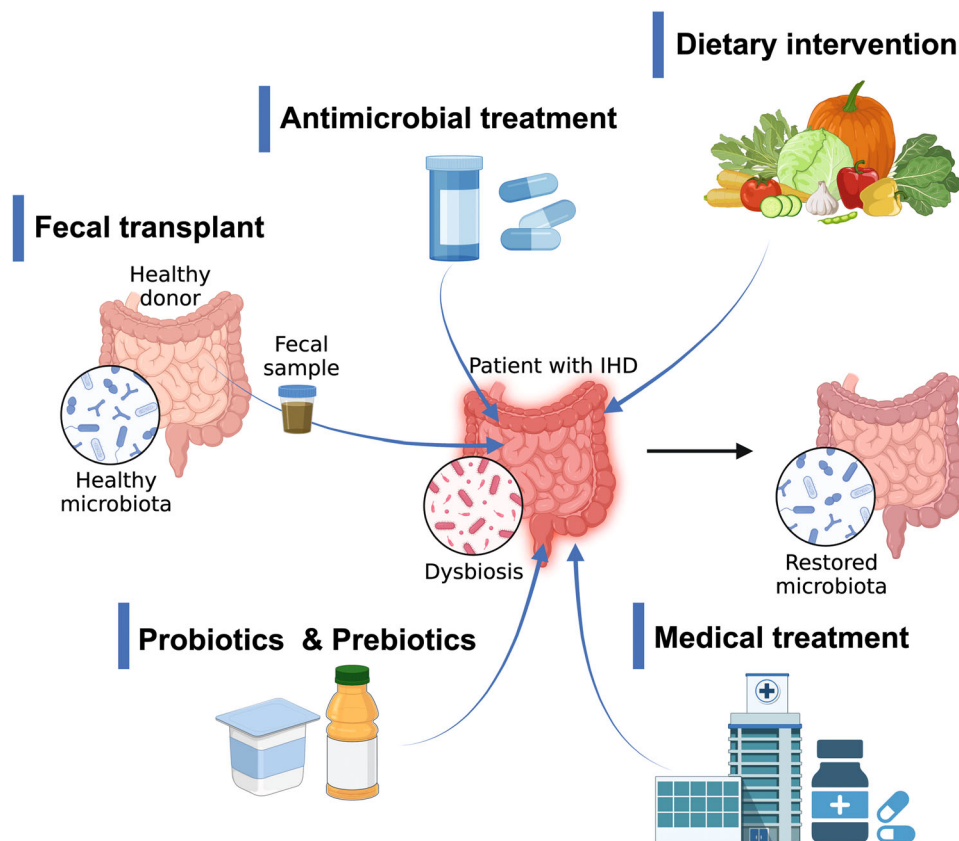 Dietary intervention
Antimicrobial treatment
Fecal transplant
Healthy
donor
Fecal
sample
Patient with IHD
Healthy
microbiota
Dysbiosis
Restored
microbiota
Probiotics & Prebiotics
Medical treatment